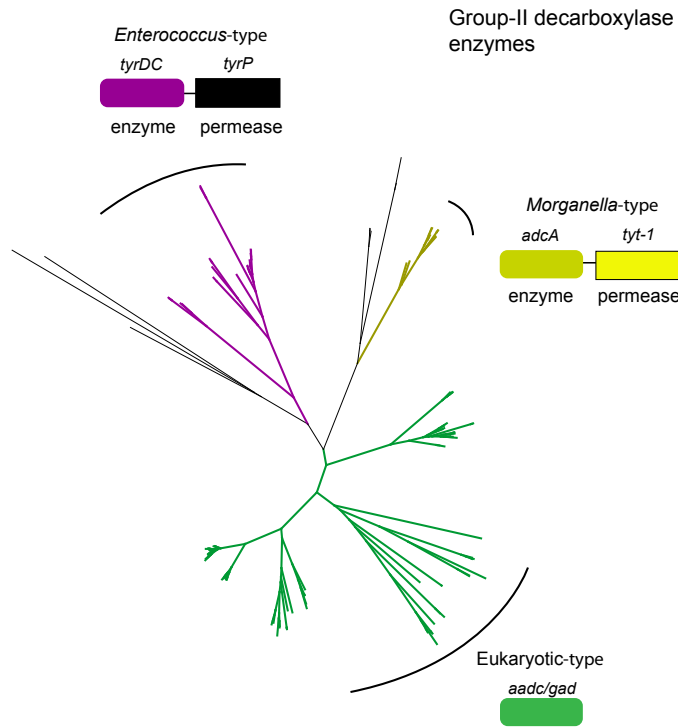 Group-II decarboxylase
enzymes
Enterococcus-type
tyrDC tyrP
enzyme permease
Morganella-type
adcA tyt-1
enzyme permease
Eukaryotic-type
aadc/gad